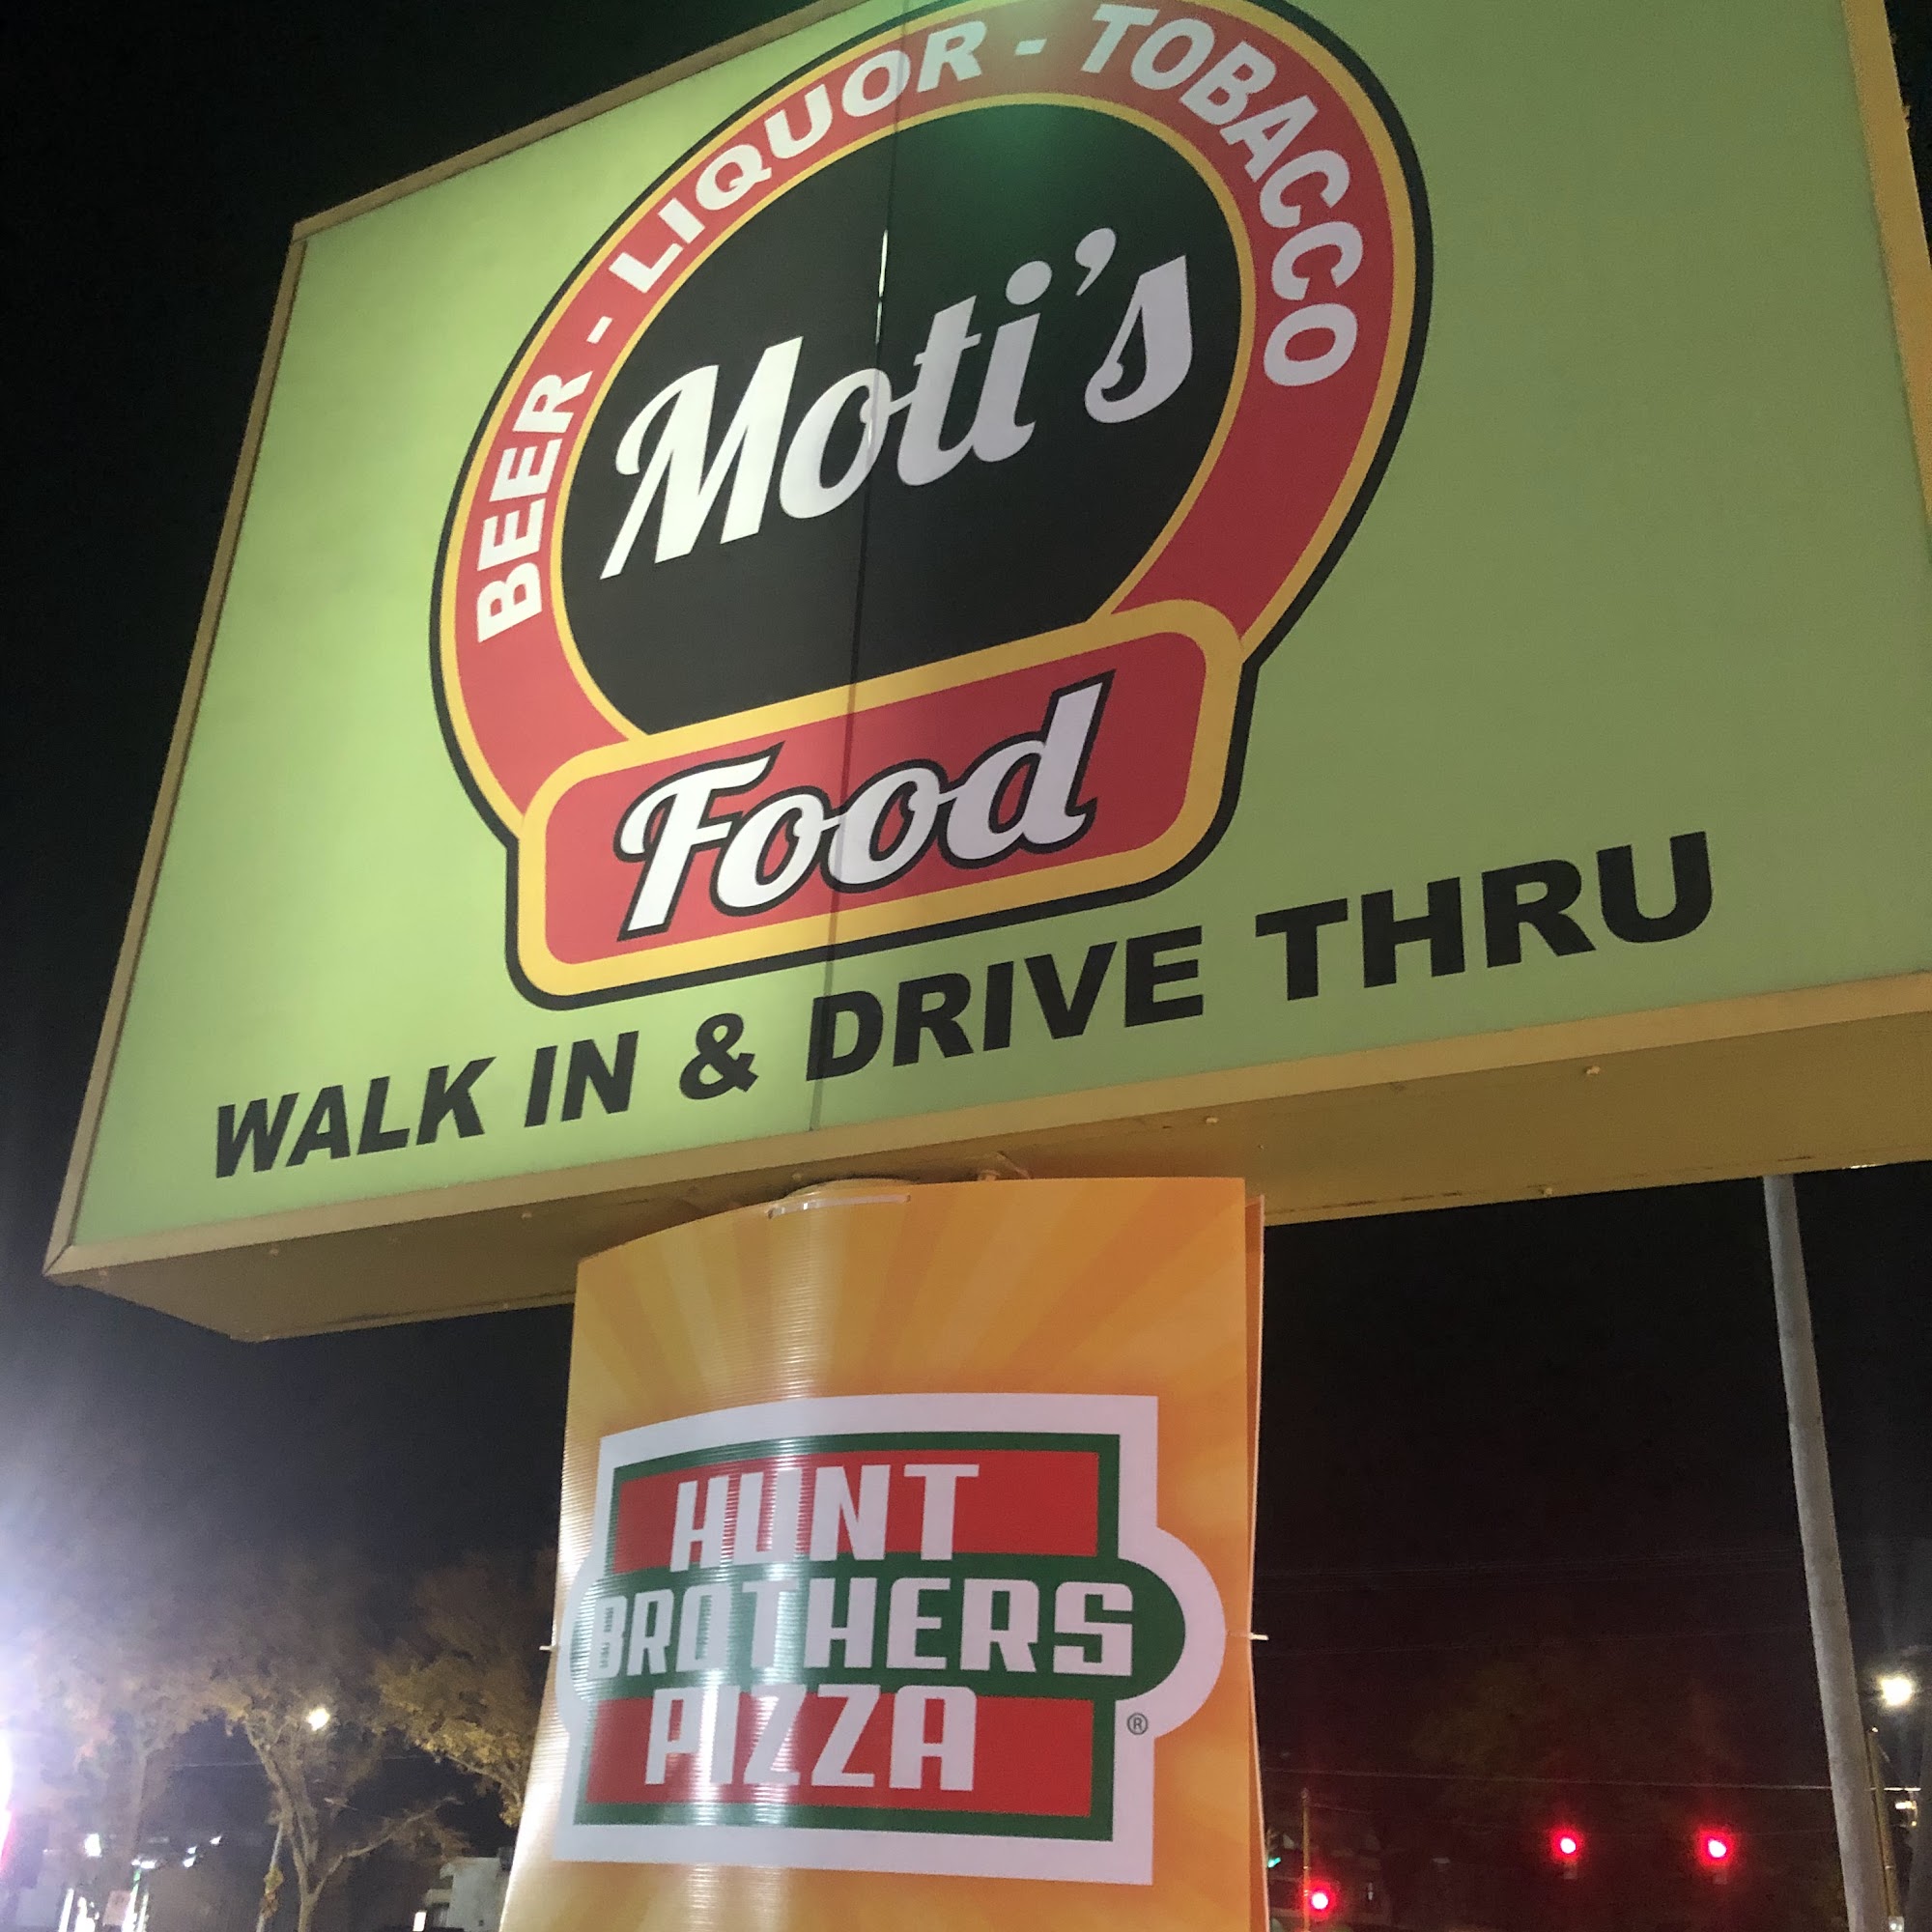 BEER - LIQUOR - TOBACCO
Moti's
Food
WALK IN & DRIVE THRU
HUNT
BROTHERS
PIZZA
®